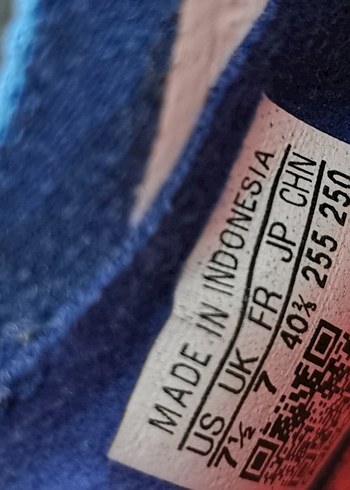 MADE IN INDONESIA
US UK FR JP CHN
7½ 7 40⅔ 255 250